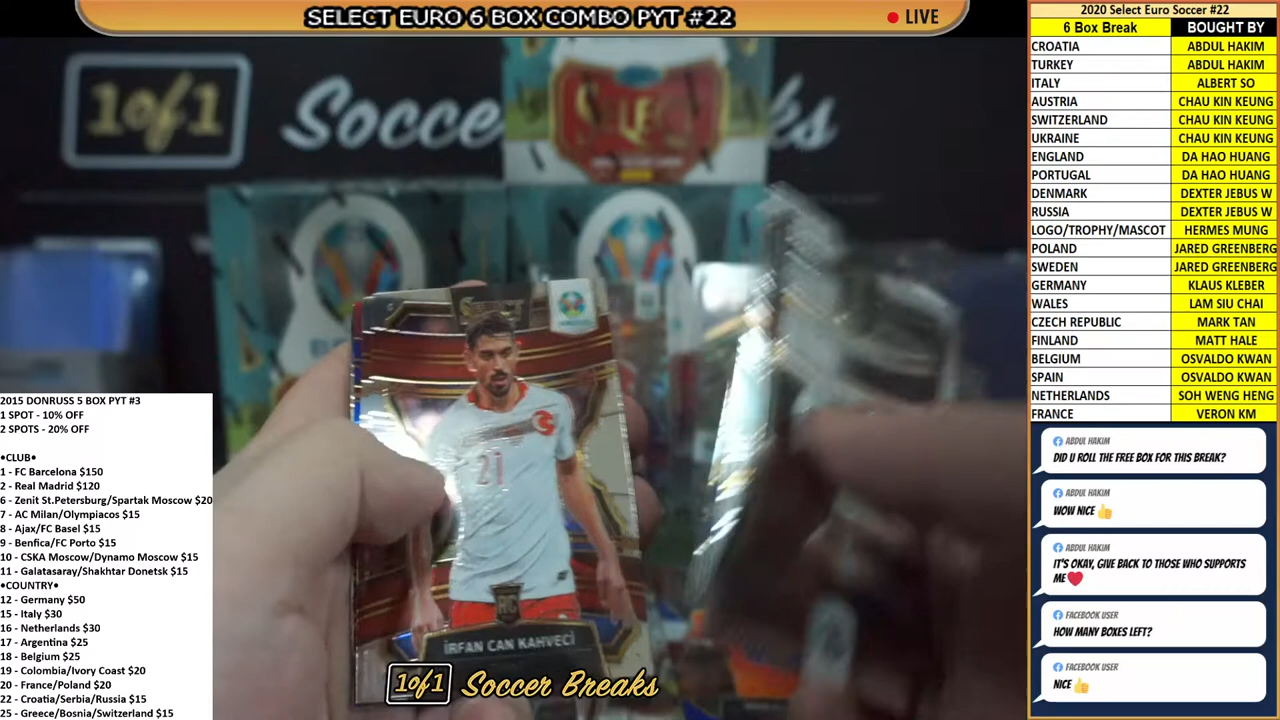 SELECT EURO 6 BOX COMBO PYT #22
LIVE
2020 Select Euro Soccer #22
6 Box Break BOUGHT BY
CROATIA ABDUL HAKIM
TURKEY ABDUL HAKIM
ITALY ALBERT SO
AUSTRIA CHAU KIN KEUNG
SWITZERLAND CHAU KIN KEUNG
UKRAINE CHAU KIN KEUNG
ENGLAND DA HAO HUANG
PORTUGAL DA HAO HUANG
DENMARK DEXTER JEBUS W
RUSSIA DEXTER JEBUS W
LOGO/TROPHY/MASCOT HERMES MUNG
POLAND JARED GREENBERG
SWEDEN JARED GREENBERG
GERMANY KLAUS KLEBER
WALES LAM SIU CHAI
CZECH REPUBLIC MARK TAN
FINLAND MATT HALE
BELGIUM OSVALDO KWAN
SPAIN OSVALDO KWAN
NETHERLANDS SOH WENG HENG
FRANCE VERON KM
1of1 Soccer Breaks
SELECT
SELECT
21
RC
İRFAN CAN KAHVECİ
1of1 Soccer Breaks
2015 DONRUSS 5 BOX PYT #3
1 SPOT - 10% OFF
2 SPOTS - 20% OFF
•CLUB•
1 - FC Barcelona $150
2 - Real Madrid $120
6 - Zenit St.Petersburg/Spartak Moscow $20
7 - AC Milan/Olympiacos $15
8 - Ajax/FC Basel $15
9 - Benfica/FC Porto $15
10 - CSKA Moscow/Dynamo Moscow $15
11 - Galatasaray/Shakhtar Donetsk $15
•COUNTRY•
12 - Germany $50
15 - Italy $30
16 - Netherlands $30
17 - Argentina $25
18 - Belgium $25
19 - Colombia/Ivory Coast $20
20 - France/Poland $20
22 - Croatia/Serbia/Russia $15
25 - Greece/Bosnia/Switzerland $15
ABDUL HAKIM
DID U ROLL THE FREE BOX FOR THIS BREAK?
ABDUL HAKIM
WOW NICE 👍
ABDUL HAKIM
IT'S OKAY, GIVE BACK TO THOSE WHO SUPPORTS
ME❤️
FACEBOOK USER
HOW MANY BOXES LEFT?
FACEBOOK USER
NICE 👍